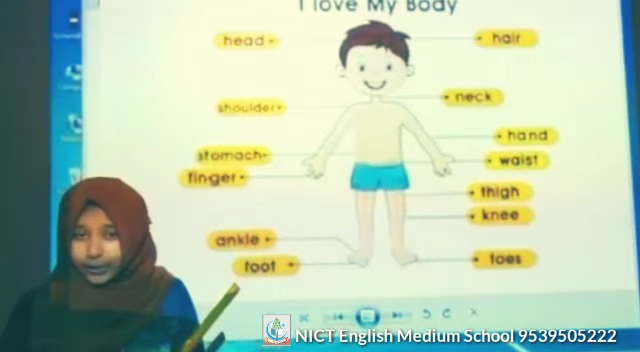 I love My Body
head
hair
neck
shoulder
hand
stomach
waist
finger
thigh
knee
ankle
foot
toes
NICT English Medium School 9539505222